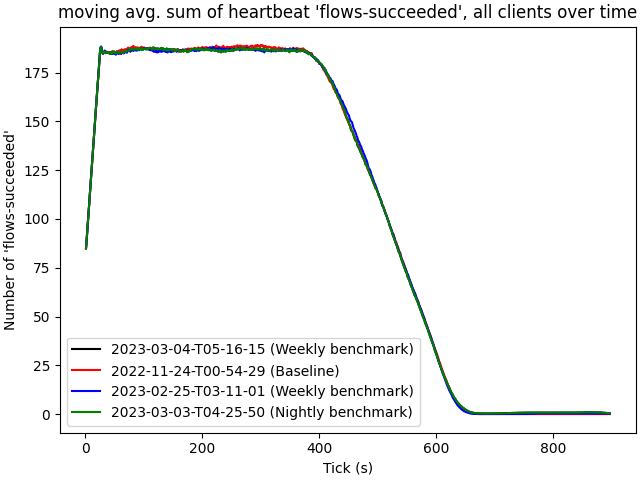 moving avg. sum of heartbeat 'flows-succeeded', all clients over time
Number of 'flows-succeeded'
175
150
125
100
75
50
25
0
2023-03-04-T05-16-15 (Weekly benchmark)
2022-11-24-T00-54-29 (Baseline)
2023-02-25-T03-11-01 (Weekly benchmark)
2023-03-03-T04-25-50 (Nightly benchmark)
0 200 400 600 800
Tick (s)